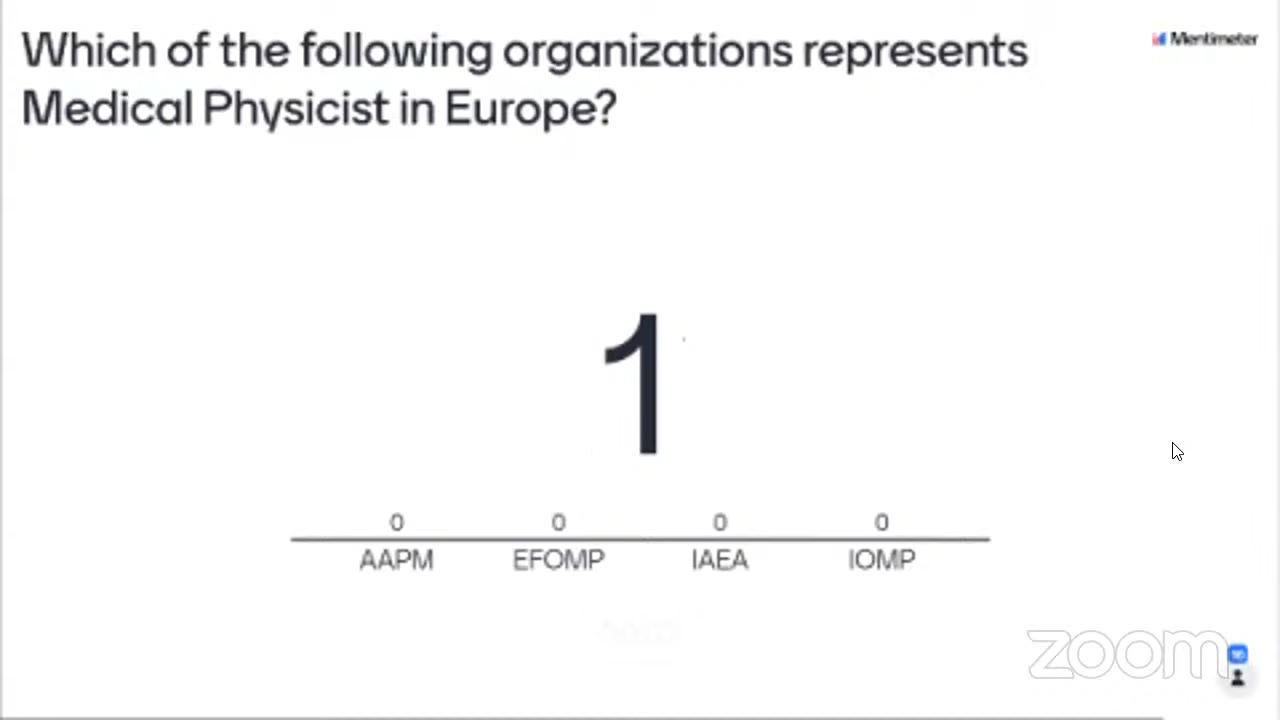 Which of the following organizations represents
Medical Physicist in Europe?
Mentimeter
1
0 0 0 0
AAPM EFOMP IAEA IOMP
zoom